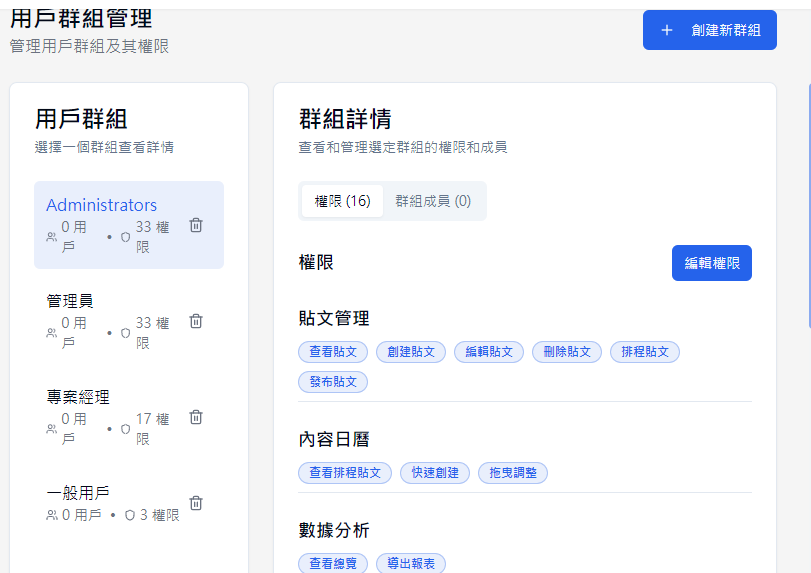 用戶群組管理
管理用戶群組及其權限
+ 創建新群組
用戶群組
選擇一個群組查看詳情
Administrators
0 用戶 • 33 權限
管理員
0 用戶 • 33 權限
專案經理
0 用戶 • 17 權限
一般用戶
0 用戶 • 3 權限
群組詳情
查看和管理選定群組的權限和成員
權限 (16) 群組成員 (0)
權限
編輯權限
貼文管理
查看貼文 創建貼文 編輯貼文 刪除貼文 排程貼文
發布貼文
內容日曆
查看排程貼文 快速創建 拖曳調整
數據分析
查看總覽 導出報表